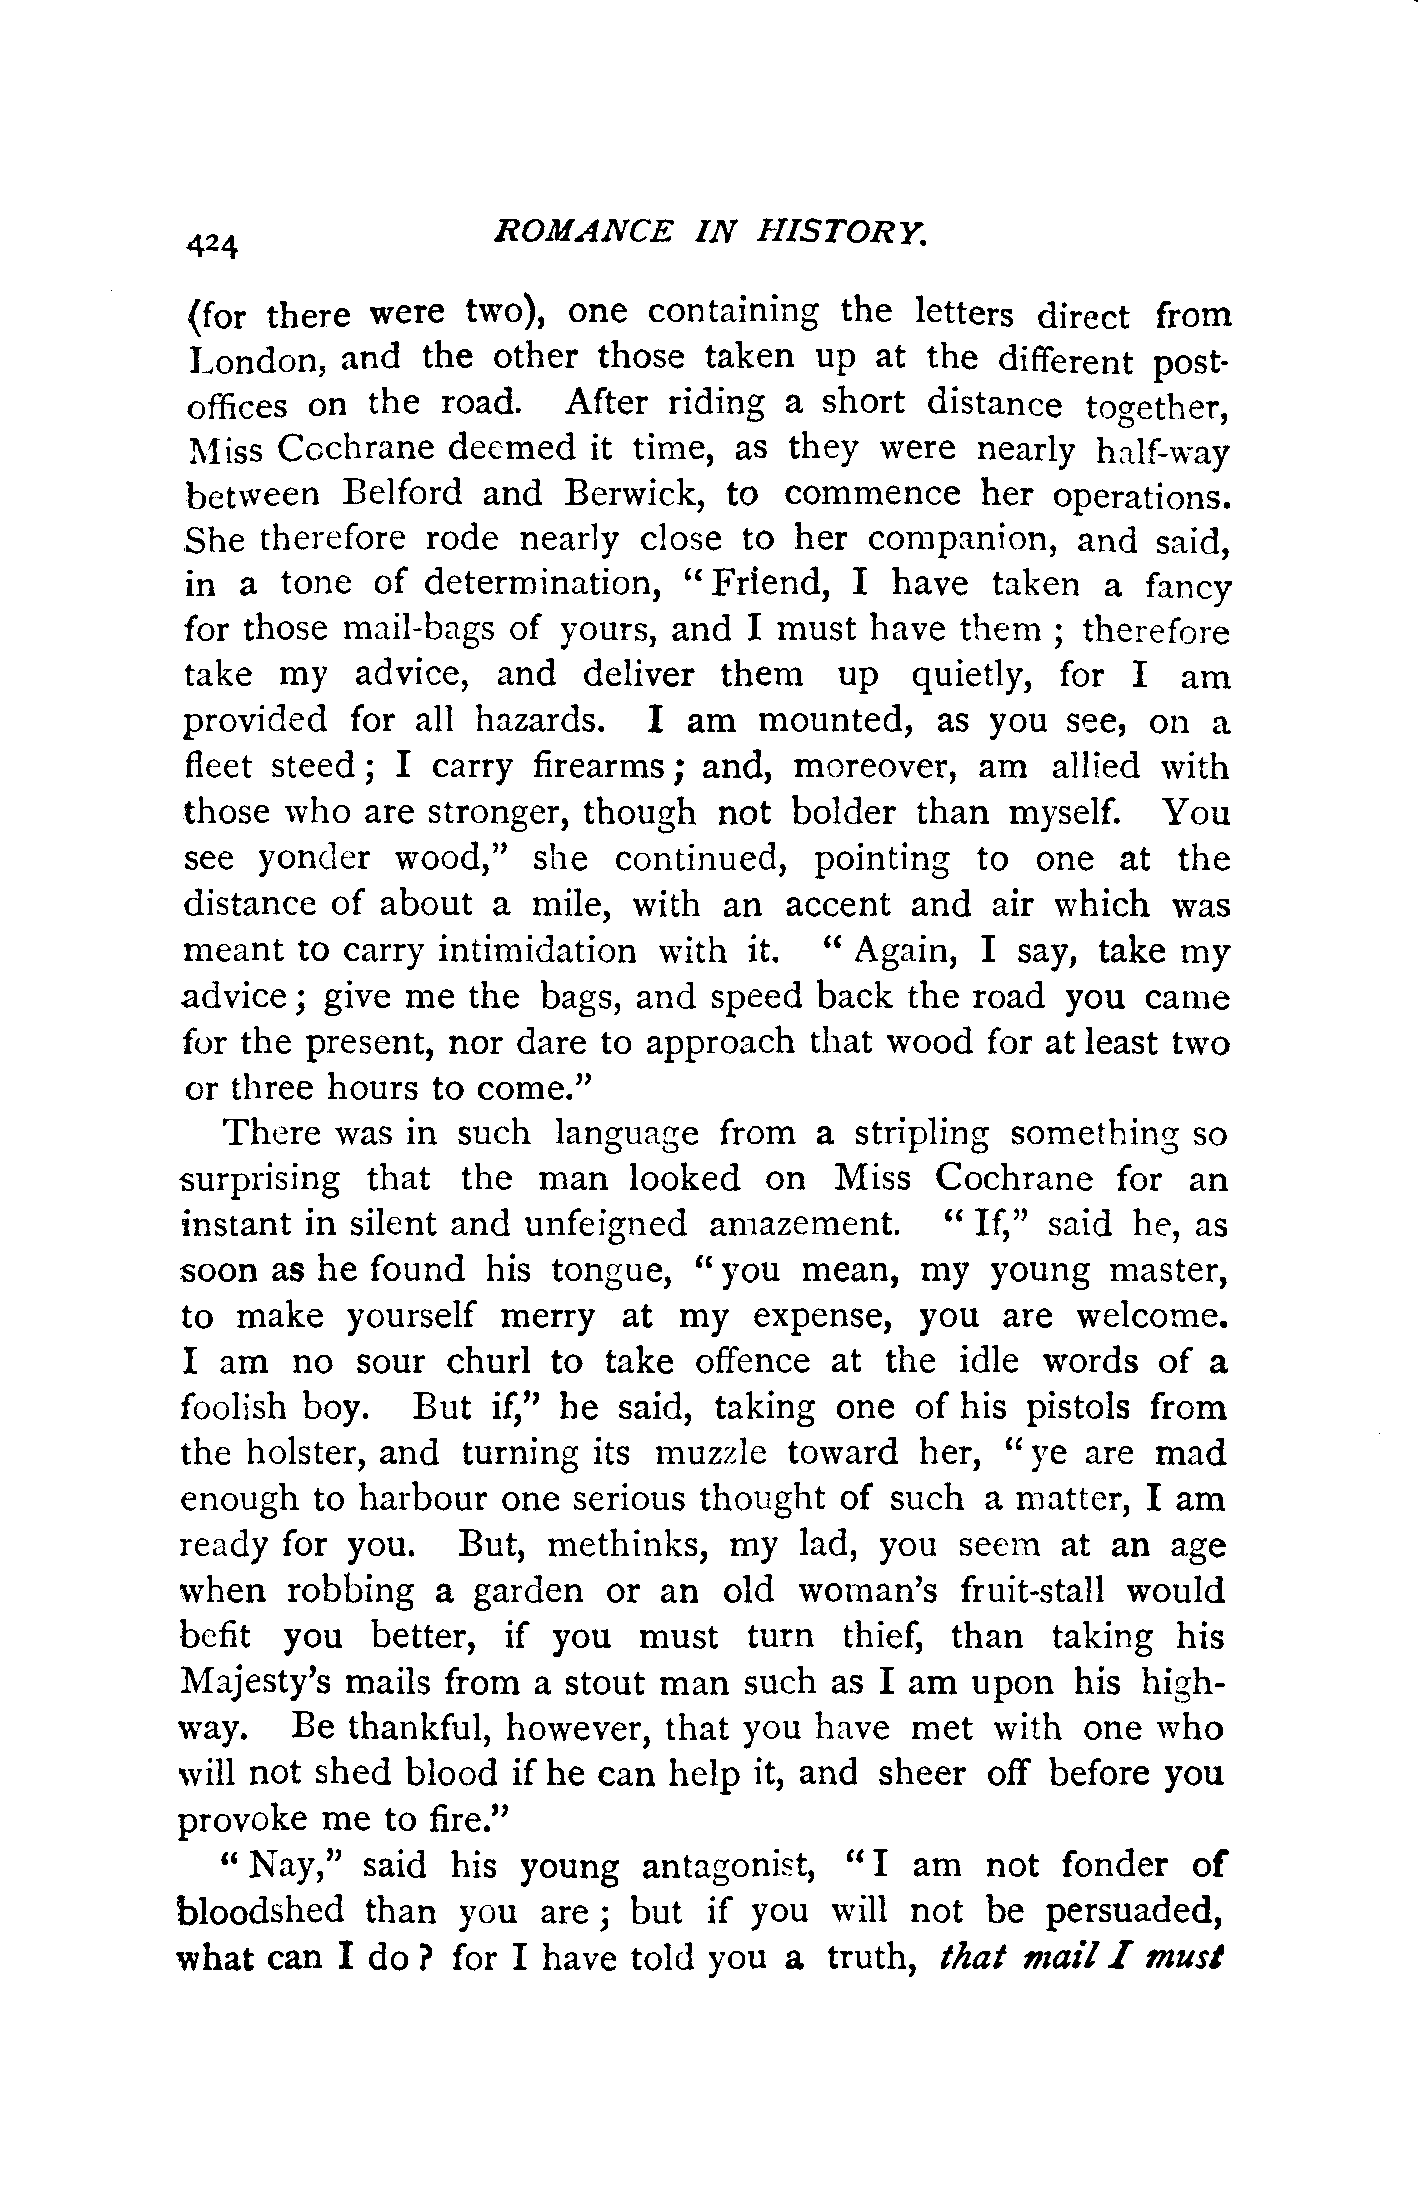 424 ROMANCE IN HISTORY.
(for there were two), one containing the letters direct from
London, and the other those taken up at the different post-
offices on the road. After riding a short distance together,
Miss Cochrane deemed it time, as they were nearly half-way
between Belford and Berwick, to commence her operations.
She therefore rode nearly close to her companion, and said,
in a tone of determination, “Friend, I have taken a fancy
for those mail-bags of yours, and I must have them ; therefore
take my advice, and deliver them up quietly, for I am
provided for all hazards. I am mounted, as you see, on a
fleet steed ; I carry firearms ; and, moreover, am allied with
those who are stronger, though not bolder than myself. You
see yonder wood,” she continued, pointing to one at the
distance of about a mile, with an accent and air which was
meant to carry intimidation with it. “ Again, I say, take my
advice ; give me the bags, and speed back the road you came
for the present, nor dare to approach that wood for at least two
or three hours to come.”
There was in such language from a stripling something so
surprising that the man looked on Miss Cochrane for an
instant in silent and unfeigned amazement. “ If,” said he, as
soon as he found his tongue, “ you mean, my young master,
to make yourself merry at my expense, you are welcome.
I am no sour churl to take offence at the idle words of a
foolish boy. But if,” he said, taking one of his pistols from
the holster, and turning its muzzle toward her, “ ye are mad
enough to harbour one serious thought of such a matter, I am
ready for you. But, methinks, my lad, you seem at an age
when robbing a garden or an old woman’s fruit-stall would
befit you better, if you must turn thief, than taking his
Majesty’s mails from a stout man such as I am upon his high-
way. Be thankful, however, that you have met with one who
will not shed blood if he can help it, and sheer off before you
provoke me to fire.”
“ Nay,” said his young antagonist, “ I am not fonder of
bloodshed than you are ; but if you will not be persuaded,
what can I do ? for I have told you a truth, that mail I must